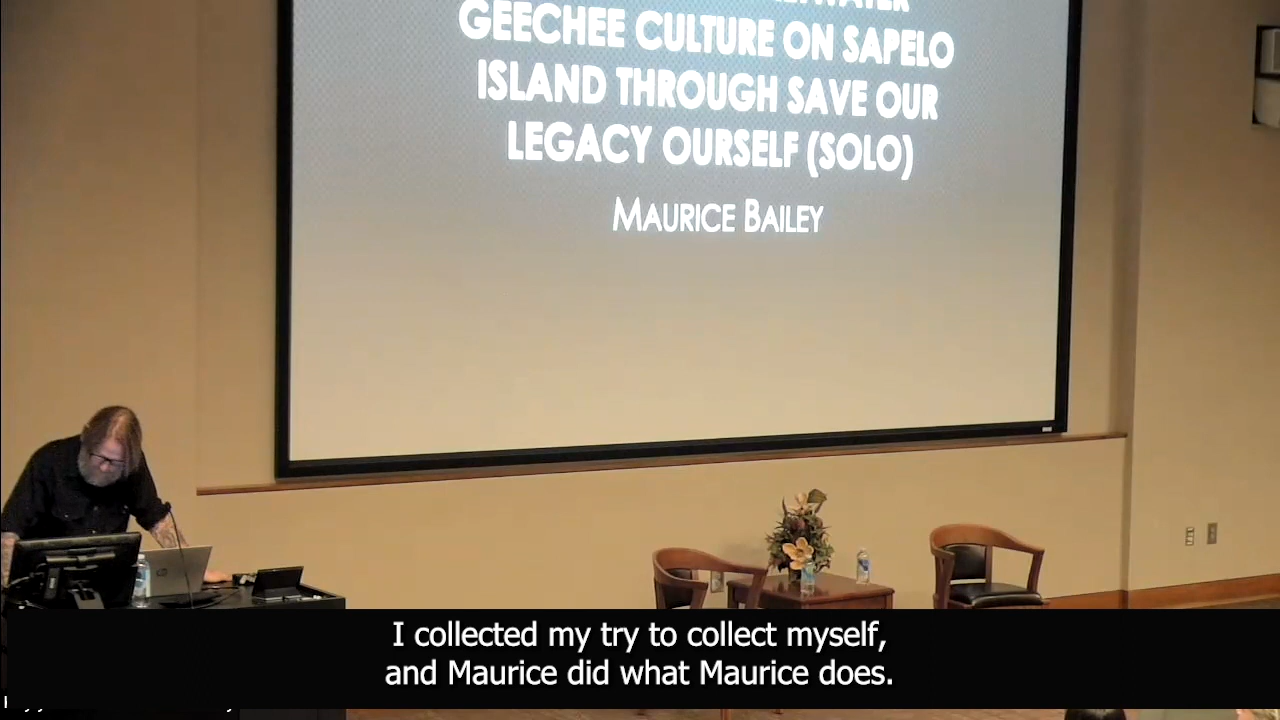 GEECHEE CULTURE ON SAPELO
ISLAND THROUGH SAVE OUR
LEGACY OURSELF (SOLO)
MAURICE BAILEY
I collected my try to collect myself,
and Maurice did what Maurice does.